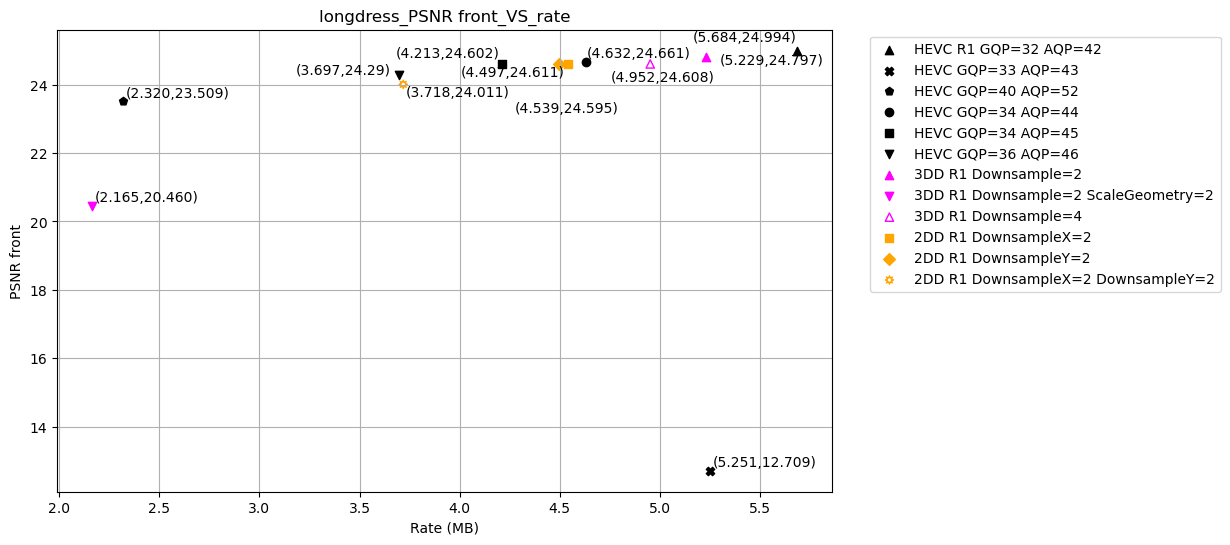 longdress_PSNR front_VS_rate
(5.684,24.994)
(4.213,24.602)
(4.632,24.661)
(5.229,24.797)
(3.697,24.29)
(4.497,24.611)
(4.952,24.608)
(2.320,23.509)
(3.718,24.011)
(4.539,24.595)
(2.165,20.460)
(5.251,12.709)
24
22
20
18
16
14
PSNR front
2.0
2.5
3.0
3.5
4.0
4.5
5.0
5.5
Rate (MB)
HEVC R1 GQP=32 AQP=42
HEVC GQP=33 AQP=43
HEVC GQP=40 AQP=52
HEVC GQP=34 AQP=44
HEVC GQP=34 AQP=45
HEVC GQP=36 AQP=46
3DD R1 Downsample=2
3DD R1 Downsample=2 ScaleGeometry=2
3DD R1 Downsample=4
2DD R1 DownsampleX=2
2DD R1 DownsampleY=2
2DD R1 DownsampleX=2 DownsampleY=2